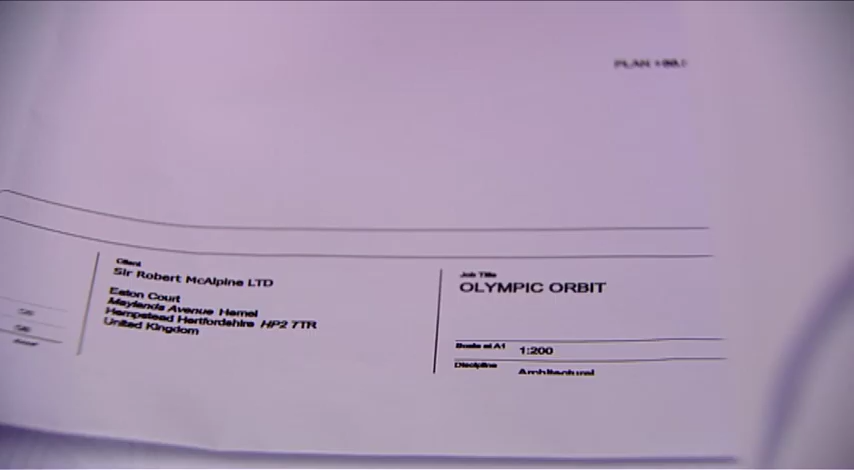 PLAN
Client
Sir Robert McAlpine LTD
Eaton Court
Maylands Avenue Hemel
Hempstead Hertfordshire HP2 7TR
United Kingdom
Job Title
OLYMPIC ORBIT
Scale at A1 1:200
Discipline Architectural